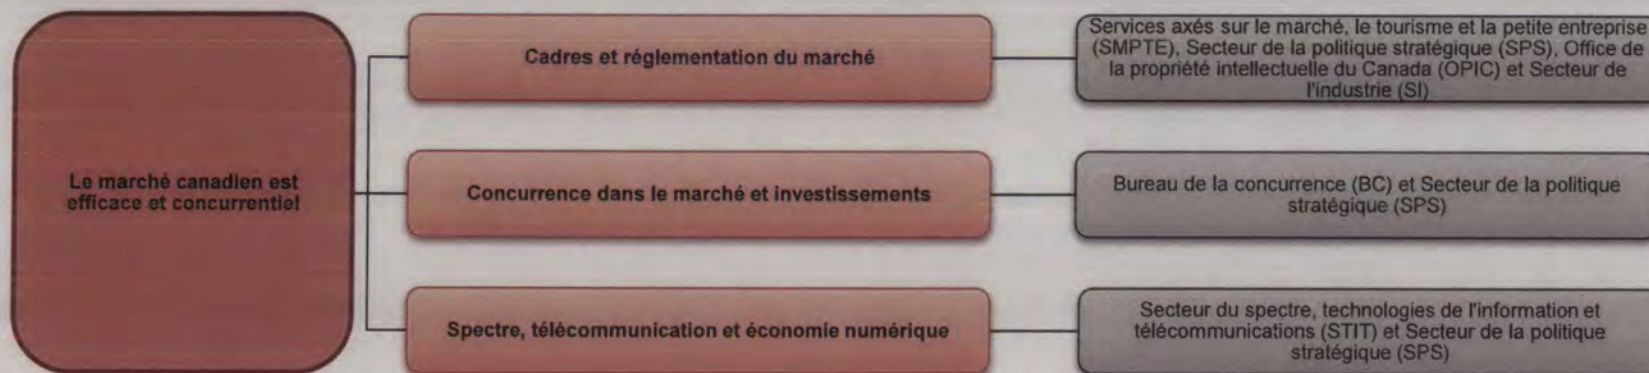 Le marché canadien est
efficace et concurrentiel
Cadres et réglementation du marché
Services axés sur le marché, le tourisme et la petite entreprise
(SMPTE), Secteur de la politique stratégique (SPS), Office de
la propriété intellectuelle du Canada (OPIC) et Secteur de
l'industrie (SI)
Concurrence dans le marché et investissements
Bureau de la concurrence (BC) et Secteur de la politique
stratégique (SPS)
Spectre, télécommunication et économie numérique
Secteur du spectre, technologies de l'information et
télécommunications (STIT) et Secteur de la politique
stratégique (SPS)